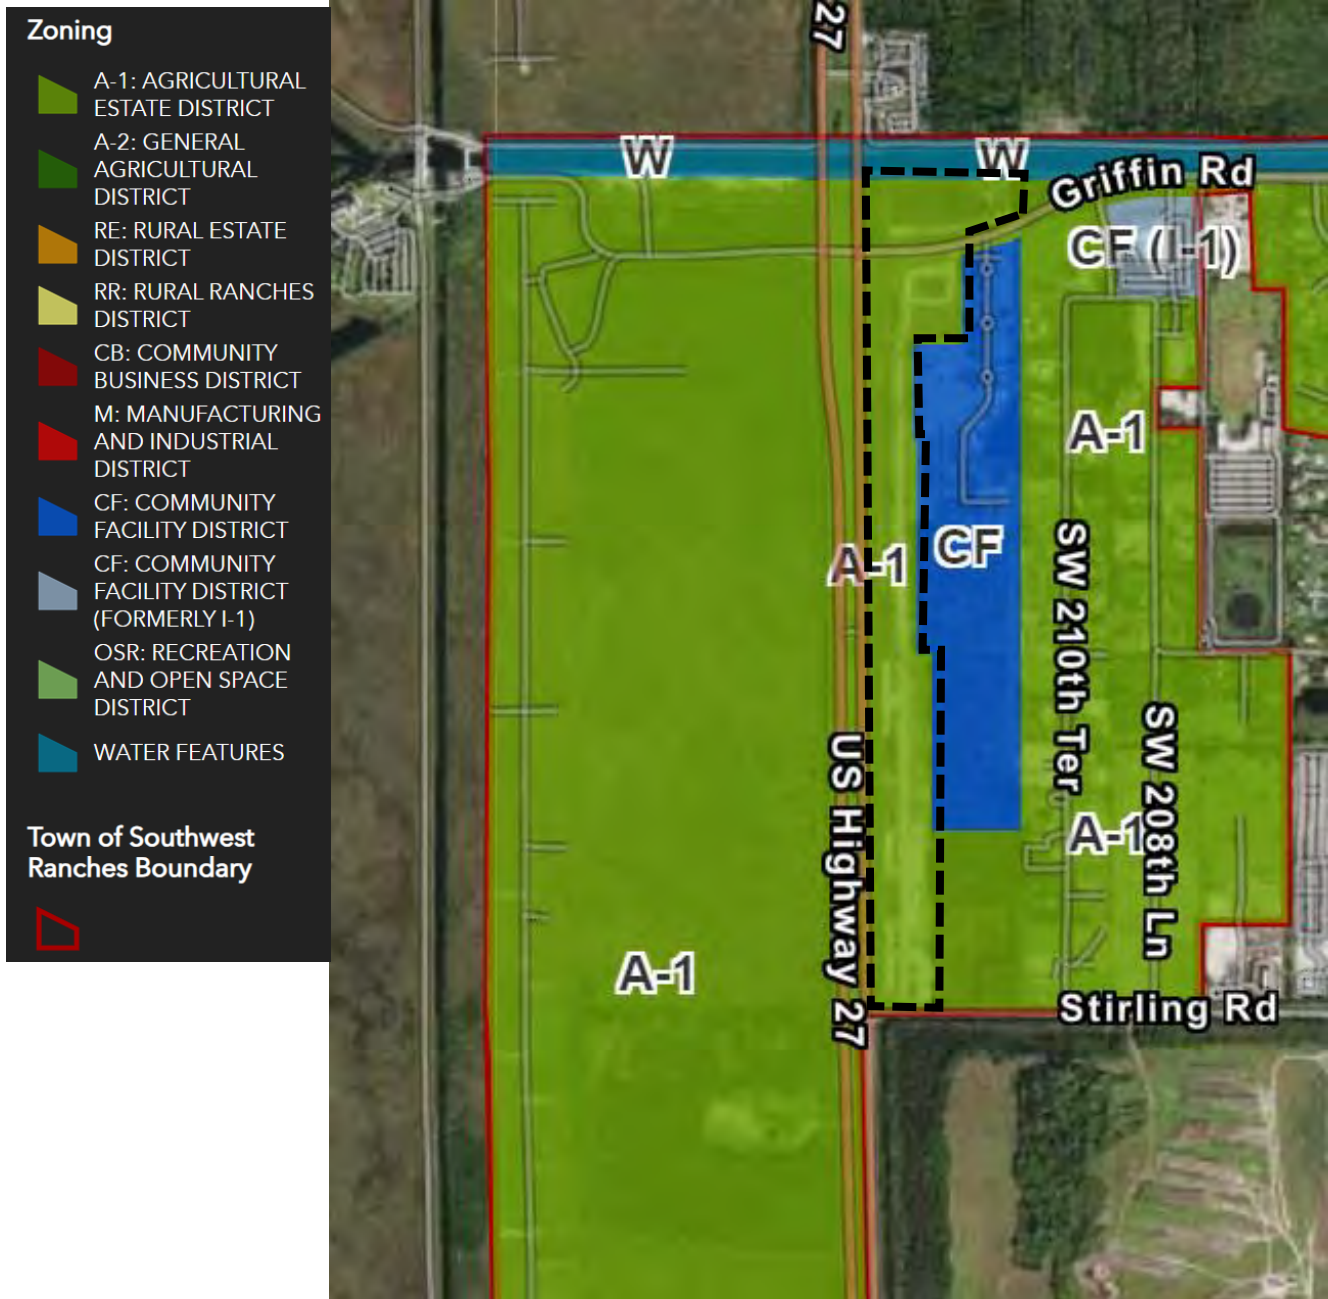 Zoning
A-1: AGRICULTURAL
ESTATE DISTRICT
A-2: GENERAL
AGRICULTURAL
DISTRICT
RE: RURAL ESTATE
DISTRICT
RR: RURAL RANCHES
DISTRICT
CB: COMMUNITY
BUSINESS DISTRICT
M: MANUFACTURING
AND INDUSTRIAL
DISTRICT
CF: COMMUNITY
FACILITY DISTRICT
CF: COMMUNITY
FACILITY DISTRICT
(FORMERLY I-1)
OSR: RECREATION
AND OPEN SPACE
DISTRICT
WATER FEATURES
Town of Southwest
Ranches Boundary
27
W
W
Griffin Rd
CF (I-1)
A-1
A-1
CF
SW 210th Ter
US Highway 27
SW 208th Ln
A-1
A-1
Stirling Rd